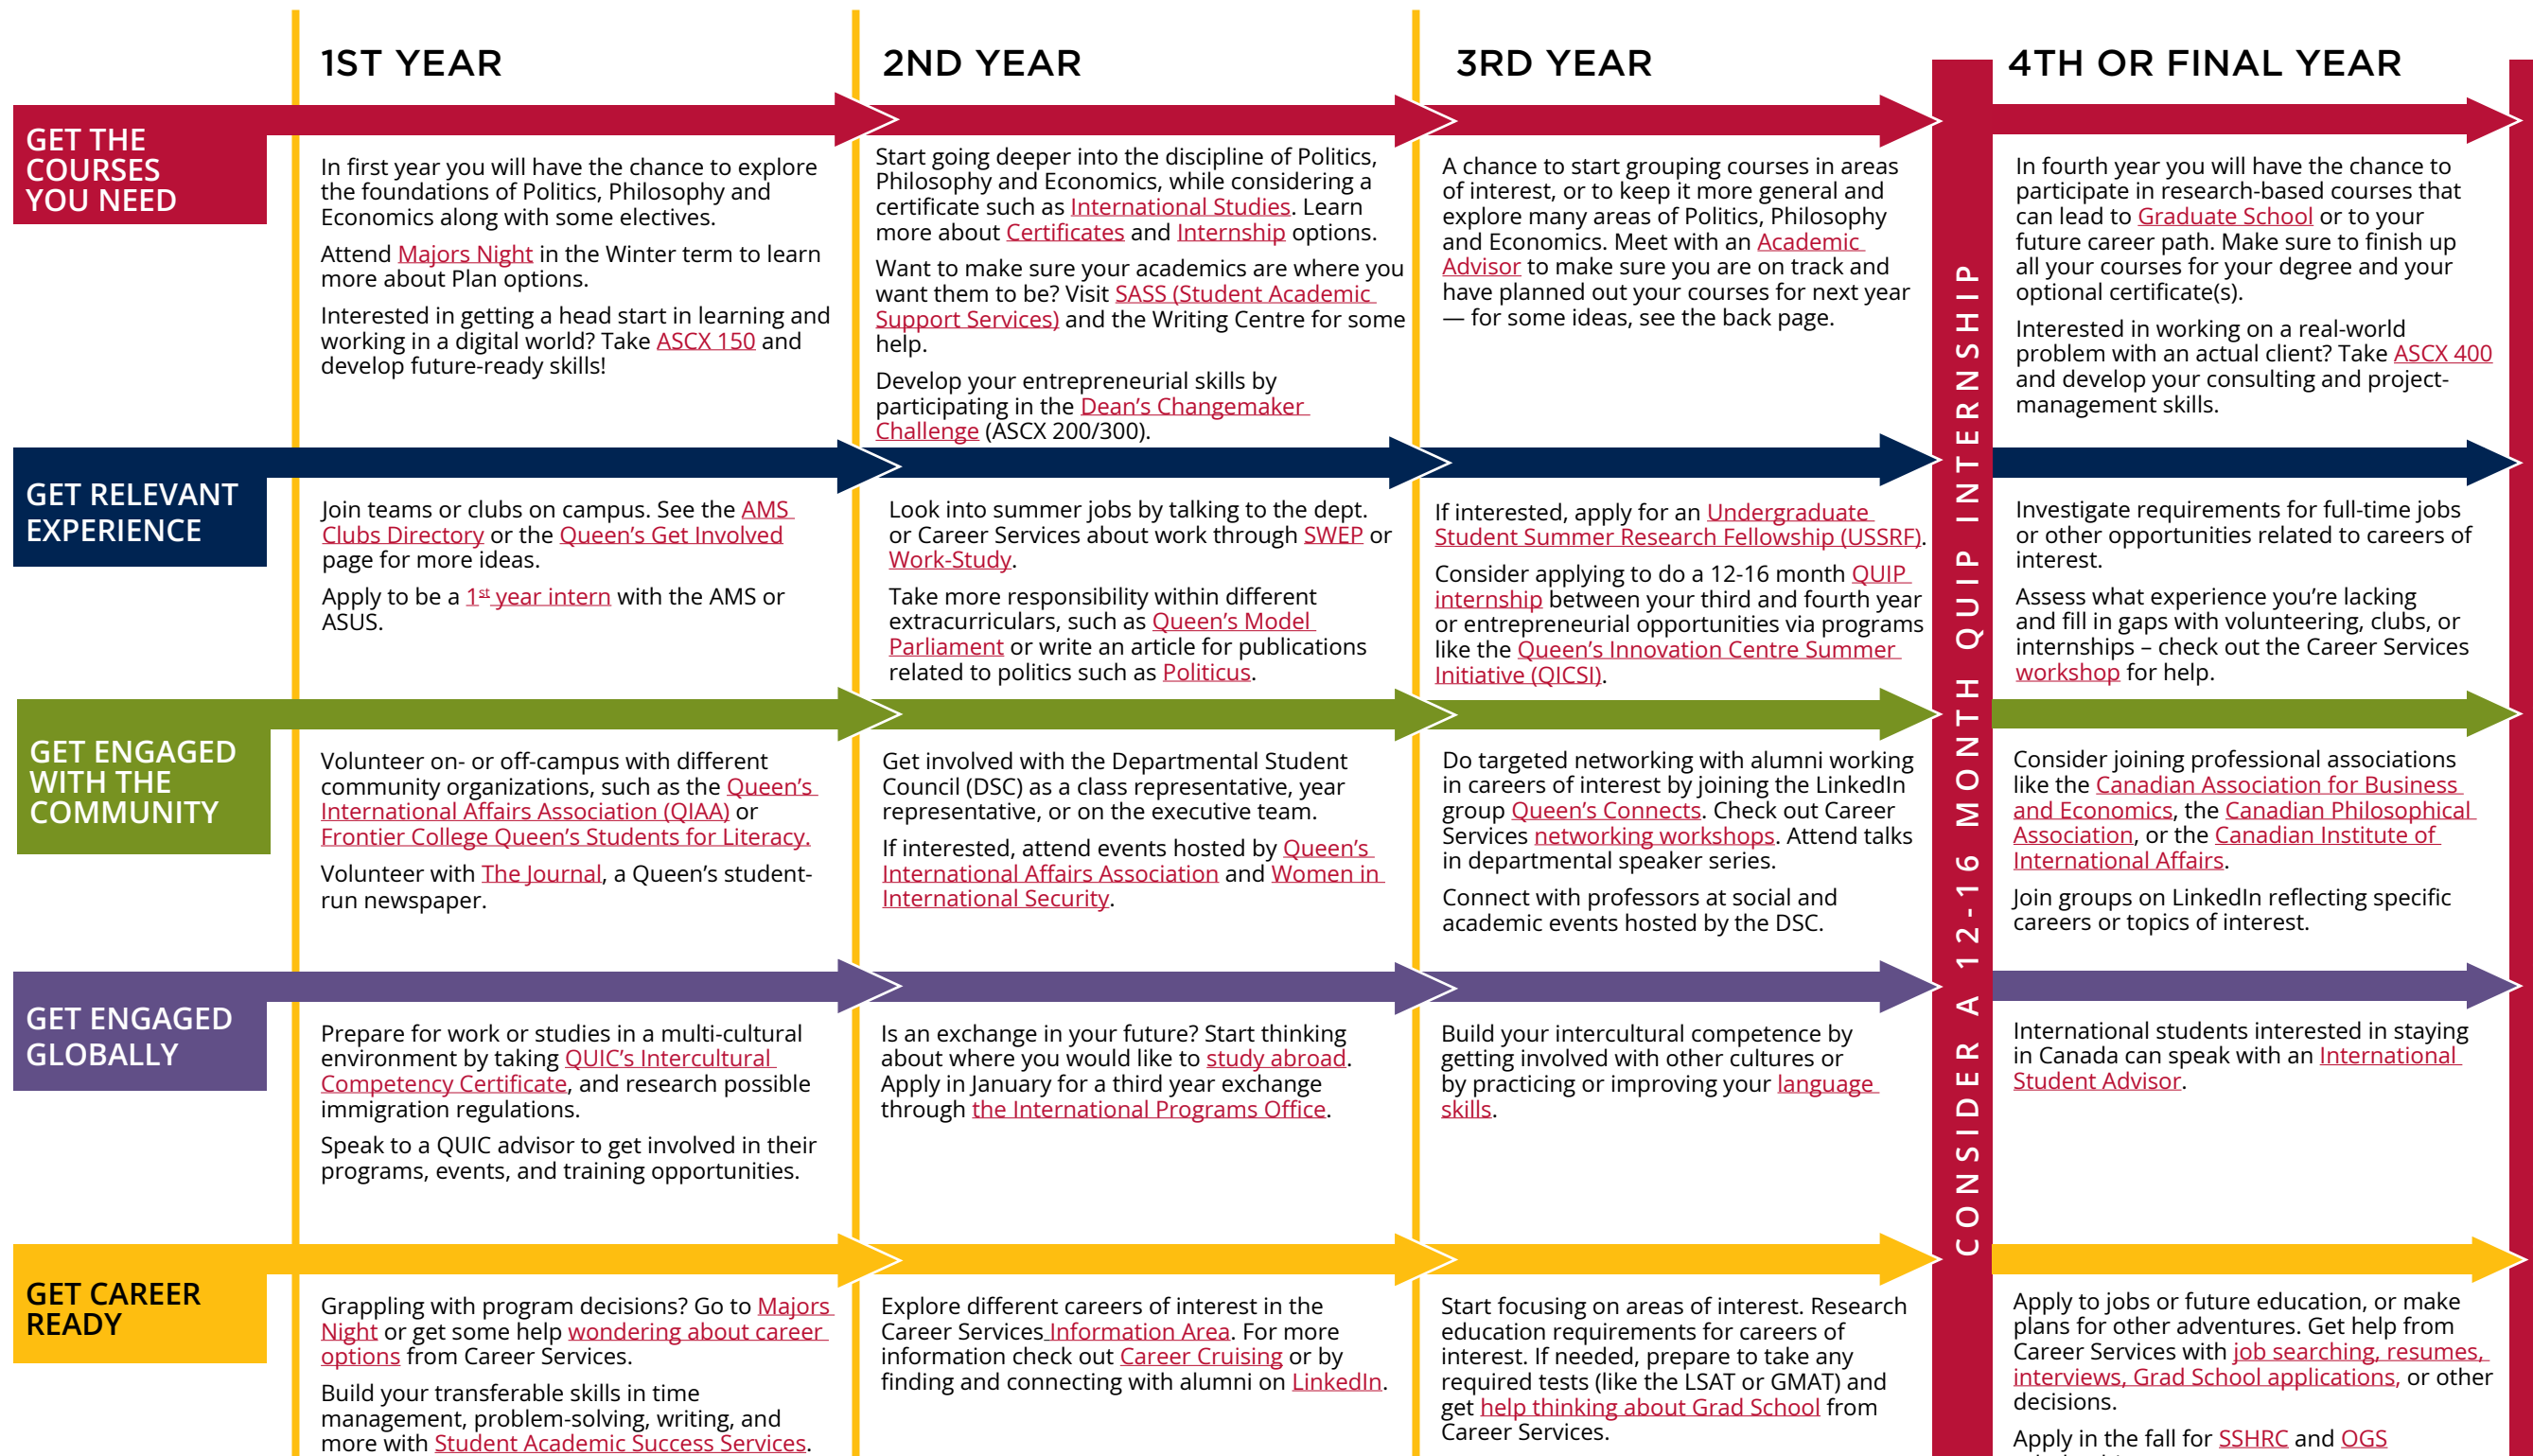 1ST YEAR
2ND YEAR
3RD YEAR
4TH OR FINAL YEAR
GET THE
COURSES
YOU NEED
In first year you will have the chance to explore
the foundations of Politics, Philosophy and
Economics along with some electives.
Attend Majors Night in the Winter term to learn
more about Plan options.
Interested in getting a head start in learning and
working in a digital world? Take ASCX 150 and
develop future-ready skills!
Start going deeper into the discipline of Politics,
Philosophy and Economics, while considering a
certificate such as International Studies. Learn
more about Certificates and Internship options.
Want to make sure your academics are where you
want them to be? Visit SASS (Student Academic
Support Services) and the Writing Centre for some
help.
Develop your entrepreneurial skills by
participating in the Dean’s Changemaker
Challenge (ASCX 200/300).
A chance to start grouping courses in areas
of interest, or to keep it more general and
explore many areas of Politics, Philosophy
and Economics. Meet with an Academic
Advisor to make sure you are on track and
have planned out your courses for next year
— for some ideas, see the back page.
In fourth year you will have the chance to
participate in research-based courses that
can lead to Graduate School or to your
future career path. Make sure to finish up
all your courses for your degree and your
optional certificate(s).
Interested in working on a real-world
problem with an actual client? Take ASCX 400
and develop your consulting and project-
management skills.
GET RELEVANT
EXPERIENCE
Join teams or clubs on campus. See the AMS
Clubs Directory or the Queen’s Get Involved
page for more ideas.
Apply to be a 1st year intern with the AMS or
ASUS.
Look into summer jobs by talking to the dept.
or Career Services about work through SWEP or
Work-Study.
Take more responsibility within different
extracurriculars, such as Queen’s Model
Parliament or write an article for publications
related to politics such as Politicus.
If interested, apply for an Undergraduate
Student Summer Research Fellowship (USSRF).
Consider applying to do a 12-16 month QUIP
internship between your third and fourth year
or entrepreneurial opportunities via programs
like the Queen’s Innovation Centre Summer
Initiative (QICSI).
Investigate requirements for full-time jobs
or other opportunities related to careers of
interest.
Assess what experience you’re lacking
and fill in gaps with volunteering, clubs, or
internships – check out the Career Services
workshop for help.
GET ENGAGED
WITH THE
COMMUNITY
Volunteer on- or off-campus with different
community organizations, such as the Queen’s
International Affairs Association (QIAA) or
Frontier College Queen’s Students for Literacy.
Volunteer with The Journal, a Queen’s student-
run newspaper.
Get involved with the Departmental Student
Council (DSC) as a class representative, year
representative, or on the executive team.
If interested, attend events hosted by Queen’s
International Affairs Association and Women in
International Security.
Do targeted networking with alumni working
in careers of interest by joining the LinkedIn
group Queen’s Connects. Check out Career
Services networking workshops. Attend talks
in departmental speaker series.
Connect with professors at social and
academic events hosted by the DSC.
Consider joining professional associations
like the Canadian Association for Business
and Economics, the Canadian Philosophical
Association, or the Canadian Institute of
International Affairs.
Join groups on LinkedIn reflecting specific
careers or topics of interest.
GET ENGAGED
GLOBALLY
Prepare for work or studies in a multi-cultural
environment by taking QUIC’s Intercultural
Competency Certificate, and research possible
immigration regulations.
Speak to a QUIC advisor to get involved in their
programs, events, and training opportunities.
Is an exchange in your future? Start thinking
about where you would like to study abroad.
Apply in January for a third year exchange
through the International Programs Office.
Build your intercultural competence by
getting involved with other cultures or
by practicing or improving your language
skills.
International students interested in staying
in Canada can speak with an International
Student Advisor.
GET CAREER
READY
Grappling with program decisions? Go to Majors
Night or get some help wondering about career
options from Career Services.
Build your transferable skills in time
management, problem-solving, writing, and
more with Student Academic Success Services.
Explore different careers of interest in the
Career Services Information Area. For more
information check out Career Cruising or by
finding and connecting with alumni on LinkedIn.
Start focusing on areas of interest. Research
education requirements for careers of
interest. If needed, prepare to take any
required tests (like the LSAT or GMAT) and
get help thinking about Grad School from
Career Services.
Apply to jobs or future education, or make
plans for other adventures. Get help from
Career Services with job searching, resumes,
interviews, Grad School applications, or other
decisions.
Apply in the fall for SSHRC and OGS
CONSIDER A 12-16 MONTH QUIP INTERNSHIP